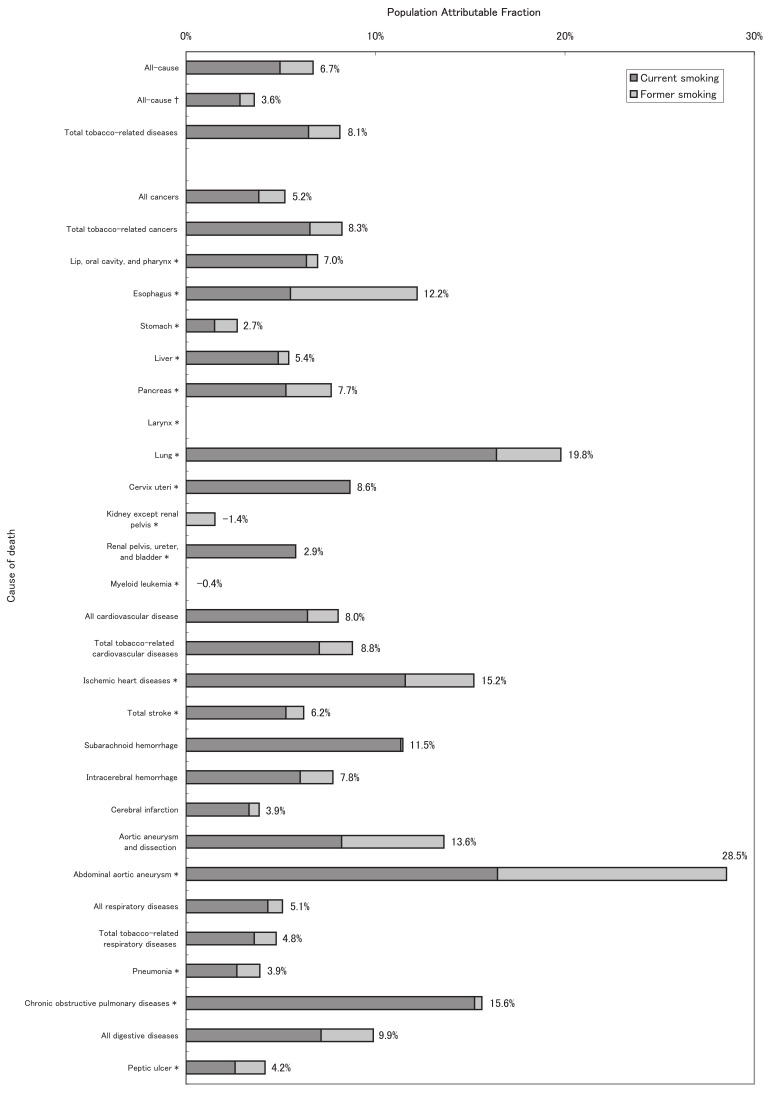 Population Attributable Fraction
0% 10% 20% 30%
Current smoking
Former smoking
Cause of death
All-cause 6.7%
All-cause † 3.6%
Total tobacco-related diseases 8.1%
All cancers 5.2%
Total tobacco-related cancers 8.3%
Lip, oral cavity, and pharynx * 7.0%
Esophagus * 12.2%
Stomach * 2.7%
Liver * 5.4%
Pancreas * 7.7%
Larynx *
Lung * 19.8%
Cervix uteri * 8.6%
Kidney except renal
pelvis * -1.4%
Renal pelvis, ureter,
and bladder * 2.9%
Myeloid leukemia * -0.4%
All cardiovascular disease 8.0%
Total tobacco-related
cardiovascular diseases 8.8%
Ischemic heart diseases * 15.2%
Total stroke * 6.2%
Subarachnoid hemorrhage 11.5%
Intracerebral hemorrhage 7.8%
Cerebral infarction 3.9%
Aortic aneurysm
and dissection 13.6%
Abdominal aortic aneurysm * 28.5%
All respiratory diseases 5.1%
Total tobacco-related
respiratory diseases 4.8%
Pneumonia * 3.9%
Chronic obstructive pulmonary diseases * 15.6%
All digestive diseases 9.9%
Peptic ulcer * 4.2%